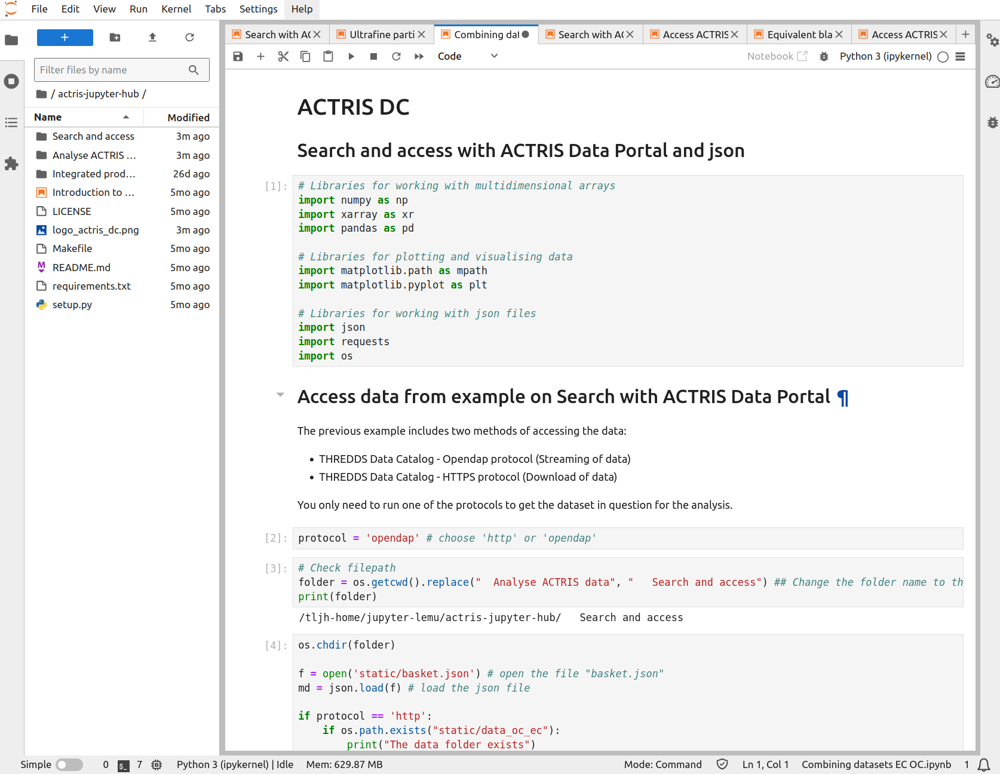 File Edit View Run Kernel Tabs Settings Help
Search with AC
Ultrafine parti
Combining dat
Search with AC
Access ACTRIS
Equivalent bla
Access ACTRIS
Code
Notebook
Python 3 (ipykernel)
Filter files by name
/ actris-jupyter-hub /
Name Modified
Search and access 3m ago
Analyse ACTRIS … 3m ago
Integrated prod… 26d ago
Introduction to … 5mo ago
LICENSE 5mo ago
logo_actris_dc.png 3m ago
Makefile 5mo ago
README.md 5mo ago
requirements.txt 5mo ago
setup.py 5mo ago
ACTRIS DC
Search and access with ACTRIS Data Portal and json
[1]:
# Libraries for working with multidimensional arrays
import numpy as np
import xarray as xr
import pandas as pd
# Libraries for plotting and visualising data
import matplotlib.path as mpath
import matplotlib.pyplot as plt
# Libraries for working with json files
import json
import requests
import os
Access data from example on Search with ACTRIS Data Portal ¶
The previous example includes two methods of accessing the data:
• THREDDS Data Catalog - Opendap protocol (Streaming of data)
• THREDDS Data Catalog - HTTPS protocol (Download of data)
You only need to run one of the protocols to get the dataset in question for the analysis.
[2]: protocol = 'opendap' # choose 'http' or 'opendap'
[3]: # Check filepath
folder = os.getcwd().replace("  Analyse ACTRIS data", "   Search and access") ## Change the folder name to th
print(folder)
/tljh-home/jupyter-lemu/actris-jupyter-hub/   Search and access
[4]: os.chdir(folder)
f = open('static/basket.json') # open the file "basket.json"
md = json.load(f) # load the json file
if protocol == 'http':
    if os.path.exists("static/data_oc_ec"):
        print("The data folder exists")
Simple 0 $_ 7 Python 3 (ipykernel) | Idle Mem: 629.87 MB Mode: Command Ln 1, Col 1 Combining datasets EC OC.ipynb 1